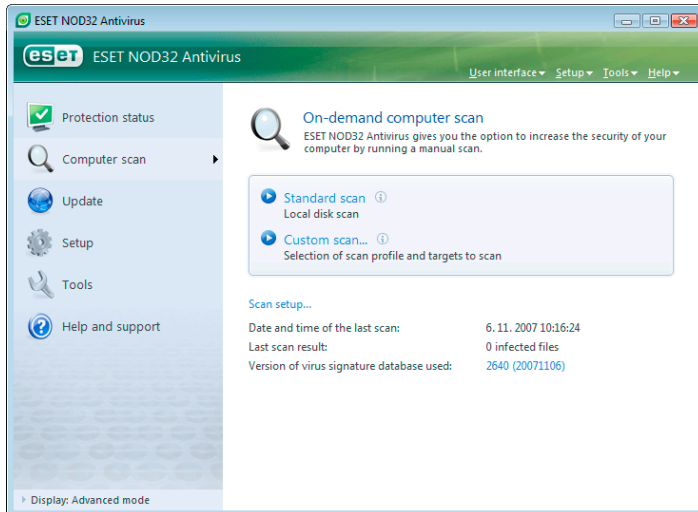 ESET NOD32 Antivirus
eset ESET NOD32 Antivirus
User interface Setup Tools Help
Protection status
Computer scan
Update
Setup
Tools
Help and support
Display: Advanced mode
On-demand computer scan
ESET NOD32 Antivirus gives you the option to increase the security of your
computer by running a manual scan.
Standard scan
Local disk scan
Custom scan...
Selection of scan profile and targets to scan
Scan setup...
Date and time of the last scan: 6. 11. 2007 10:16:24
Last scan result: 0 infected files
Version of virus signature database used: 2640 (20071106)